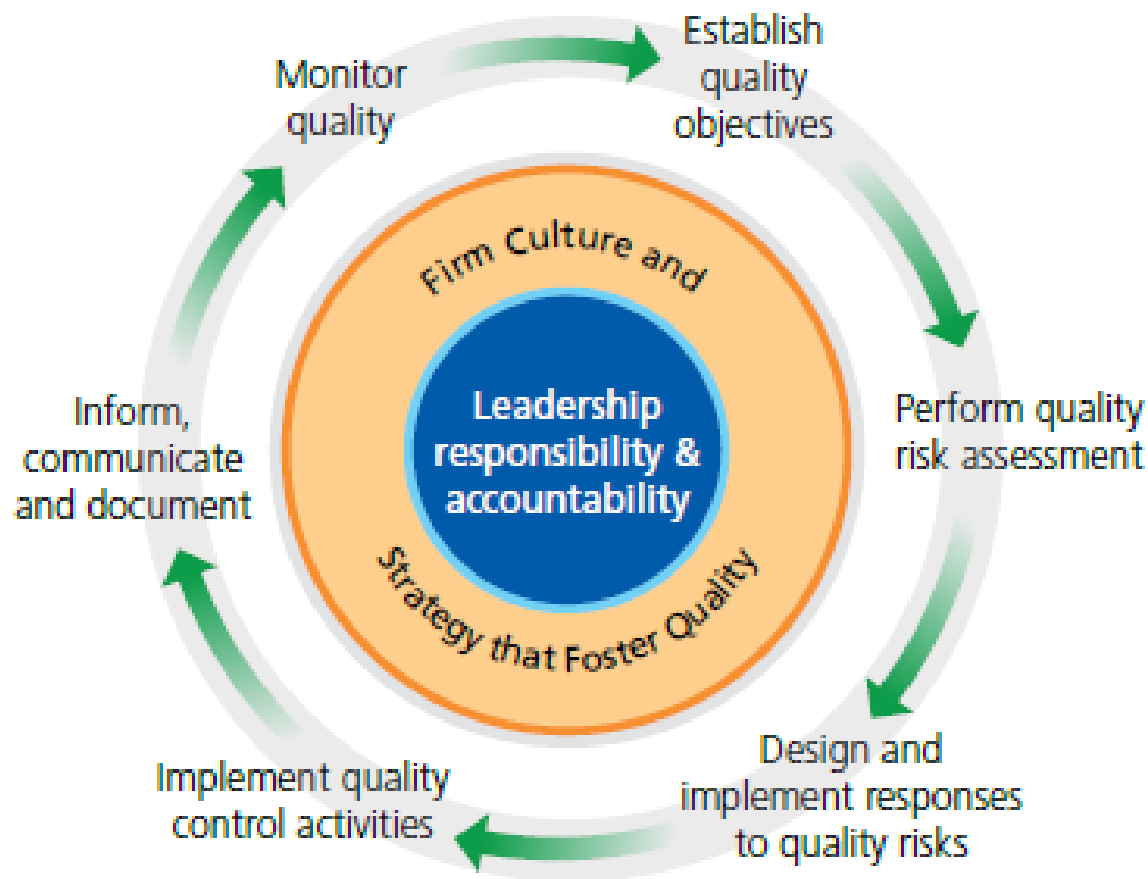 Establish
quality
objectives
Perform quality
risk assessment
Design and
implement responses
to quality risks
Implement quality
control activities
Inform,
communicate
and document
Monitor
quality
Firm Culture and
Strategy that Foster Quality
Leadership
responsibility &
accountability